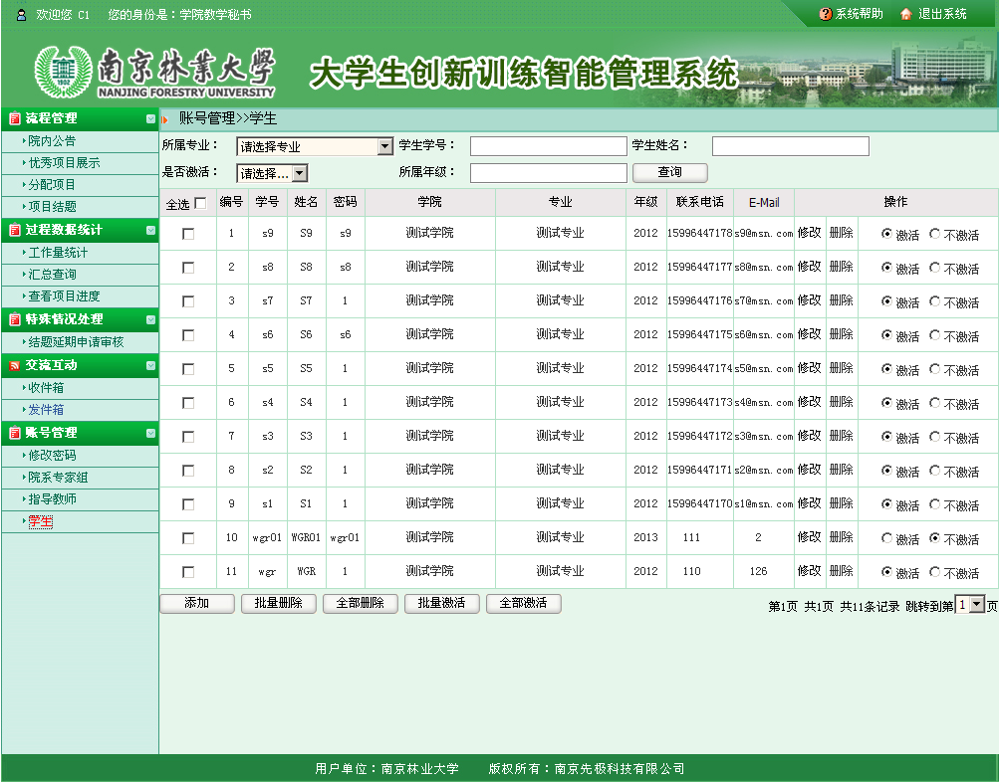 欢迎您 C1 您的身份是：学院教学秘书 系统帮助 退出系统
南京林業大學 大学生创新训练智能管理系统
NANJING FORESTRY UNIVERSITY
流程管理
院内公告
优秀项目展示
分配项目
项目结题
过程数据统计
工作量统计
汇总查询
查看项目进度
特殊情况处理
结题延期申请审核
交流互动
收件箱
发件箱
账号管理
修改密码
院系专家组
指导教师
学生
账号管理>>学生
所属专业： 请选择专业 学生学号： 学生姓名：
是否激活： 请选择... 所属年级： 查询
全选 编号 学号 姓名 密码 学院 专业 年级 联系电话 E-Mail 操作
1 s9 S9 s9 测试学院 测试专业 2012 15996447178 s9@msn.com 修改 删除 激活 不激活
2 s8 S8 s8 测试学院 测试专业 2012 15996447177 s8@msn.com 修改 删除 激活 不激活
3 s7 S7 1 测试学院 测试专业 2012 15996447176 s7@msn.com 修改 删除 激活 不激活
4 s6 S6 s6 测试学院 测试专业 2012 15996447175 s6@msn.com 修改 删除 激活 不激活
5 s5 S5 1 测试学院 测试专业 2012 15996447174 s5@msn.com 修改 删除 激活 不激活
6 s4 S4 1 测试学院 测试专业 2012 15996447173 s4@msn.com 修改 删除 激活 不激活
7 s3 S3 1 测试学院 测试专业 2012 15996447172 s3@msn.com 修改 删除 激活 不激活
8 s2 S2 1 测试学院 测试专业 2012 15996447171 s2@msn.com 修改 删除 激活 不激活
9 s1 S1 1 测试学院 测试专业 2012 15996447170 s1@msn.com 修改 删除 激活 不激活
10 wgr01 WGR01 wgr01 测试学院 测试专业 2013 111 2 修改 删除 激活 不激活
11 wgr WGR 1 测试学院 测试专业 2012 110 126 修改 删除 激活 不激活
添加 批量删除 全部删除 批量激活 全部激活 第1页 共1页 共11条记录 跳转到第 1 页
用户单位：南京林业大学 版权所有：南京先极科技有限公司